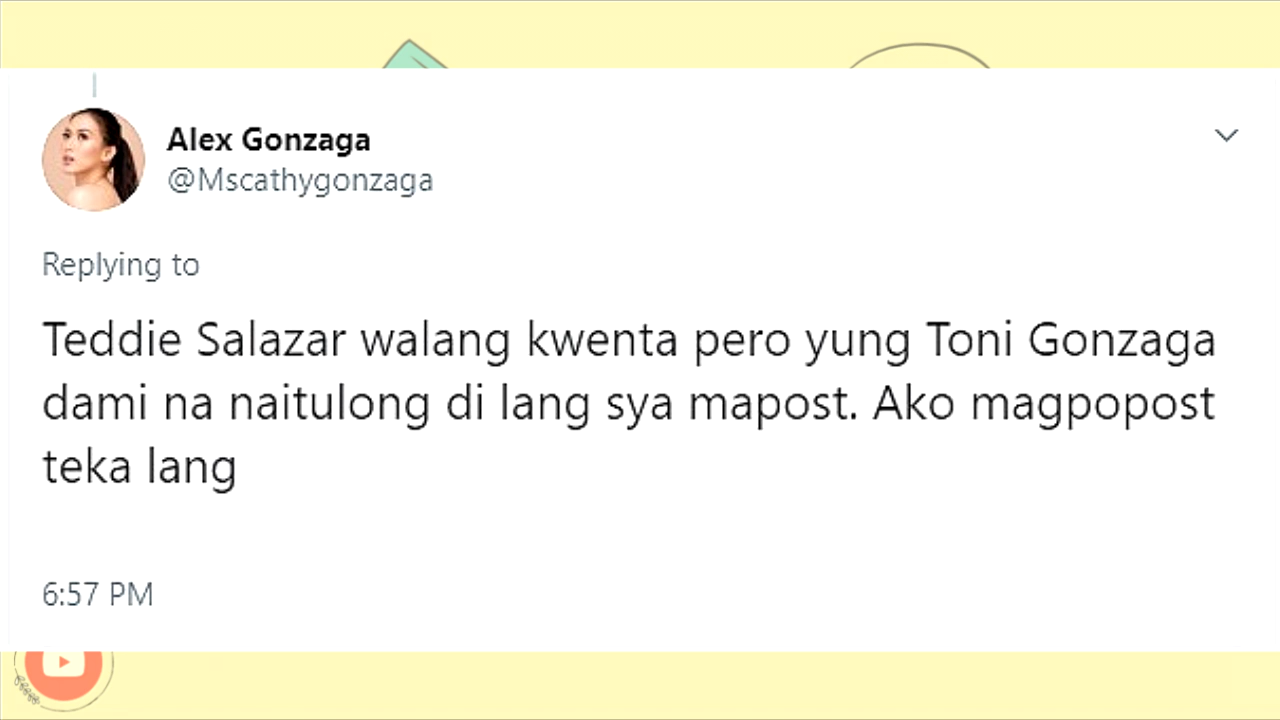 Alex Gonzaga
@Mscathygonzaga
Replying to
Teddie Salazar walang kwenta pero yung Toni Gonzaga
dami na naitulong di lang sya mapost. Ako magpopost
teka lang
6:57 PM